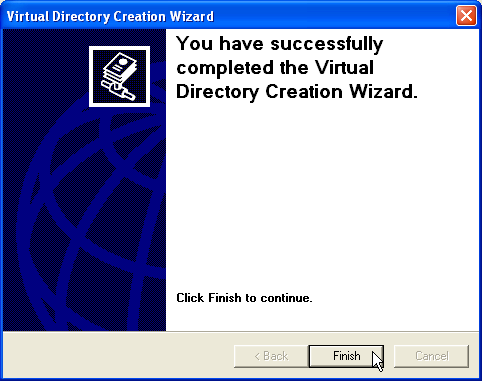 Virtual Directory Creation Wizard
You have successfully
completed the Virtual
Directory Creation Wizard.
Click Finish to continue.
< Back
Finish
Cancel